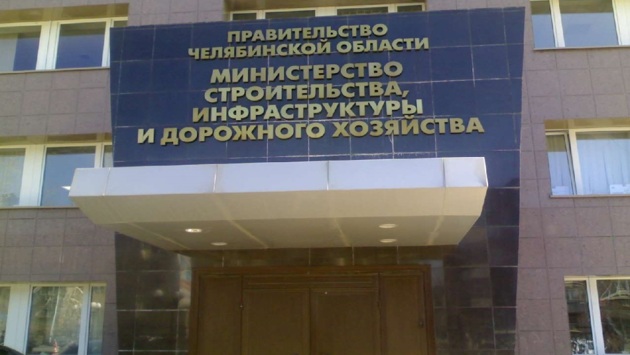 ПРАВИТЕЛЬСТВО
ЧЕЛЯБИНСКОЙ ОБЛАСТИ
МИНИСТЕРСТВО
СТРОИТЕЛЬСТВА,
ИНФРАСТРУКТУРЫ
И ДОРОЖНОГО ХОЗЯЙСТВА